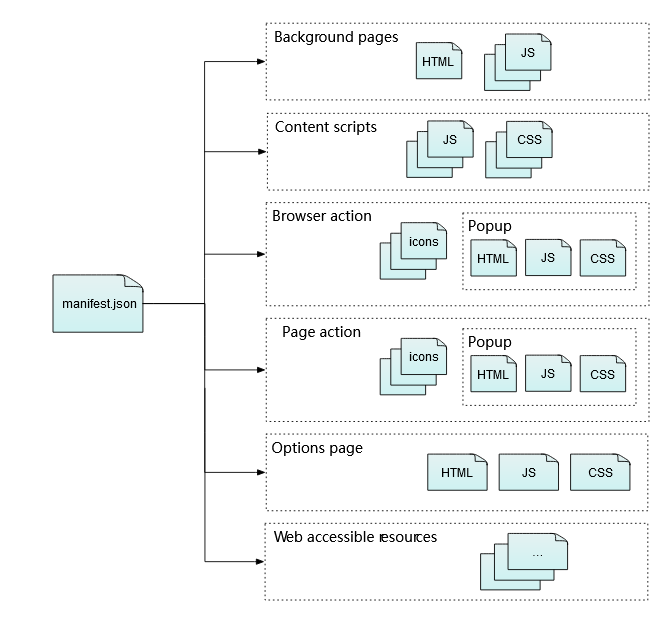 Background pages
HTML
JS
Content scripts
JS
CSS
Browser action
icons
Popup
HTML
JS
CSS
manifest.json
Page action
icons
Popup
HTML
JS
CSS
Options page
HTML
JS
CSS
Web accessible resources
...